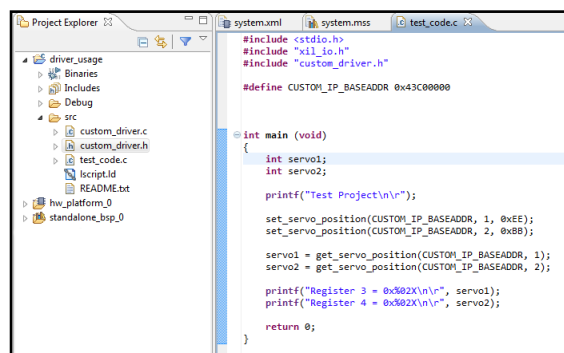 Project Explorer
driver_usage
Binaries
Includes
Debug
src
custom_driver.c
custom_driver.h
test_code.c
lscript.ld
README.txt
hw_platform_0
standalone_bsp_0
system.xml
system.mss
test_code.c
#include <stdio.h>
#include "xil_io.h"
#include "custom_driver.h"
#define CUSTOM_IP_BASEADDR 0x43C00000
int main (void)
{
int servo1;
int servo2;
printf("Test Project\n\r");
set_servo_position(CUSTOM_IP_BASEADDR, 1, 0xEE);
set_servo_position(CUSTOM_IP_BASEADDR, 2, 0xBB);
servo1 = get_servo_position(CUSTOM_IP_BASEADDR, 1);
servo2 = get_servo_position(CUSTOM_IP_BASEADDR, 2);
printf("Register 3 = 0x%02X\n\r", servo1);
printf("Register 4 = 0x%02X\n\r", servo2);
return 0;
}